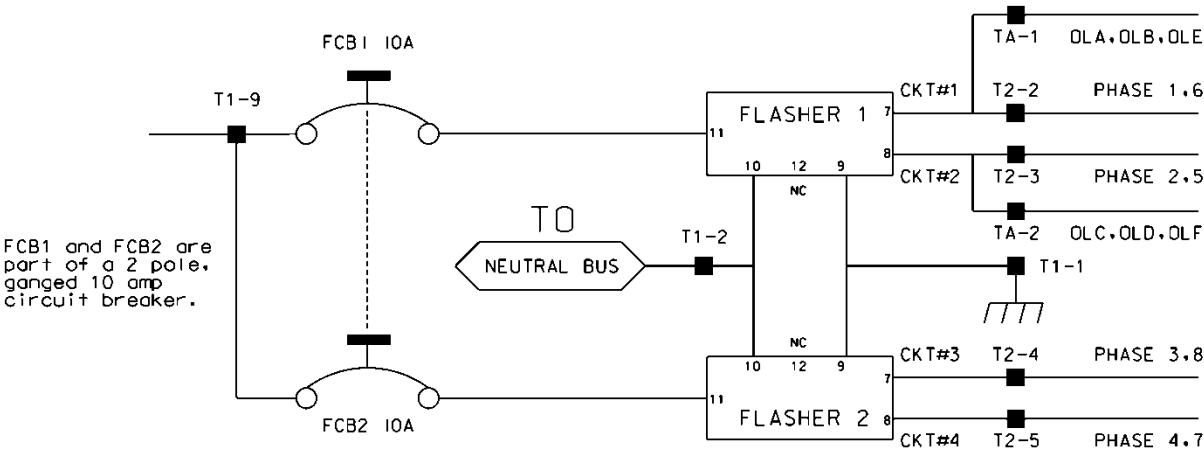 TA-1 OLA,OLB,OLE
FCB1 10A
T1-9
CKT#1 T2-2 PHASE 1,6
FLASHER 1
7
11
8
10 12 9
NC
CKT#2 T2-3 PHASE 2,5
TA-2 OLC,OLD,OLF
TO
NEUTRAL BUS
T1-2
T1-1
FCB1 and FCB2 are
part of a 2 pole,
ganged 10 amp
circuit breaker.
NC
10 12 9
CKT#3 T2-4 PHASE 3,8
7
11
FLASHER 2
8
FCB2 10A
CKT#4 T2-5 PHASE 4,7